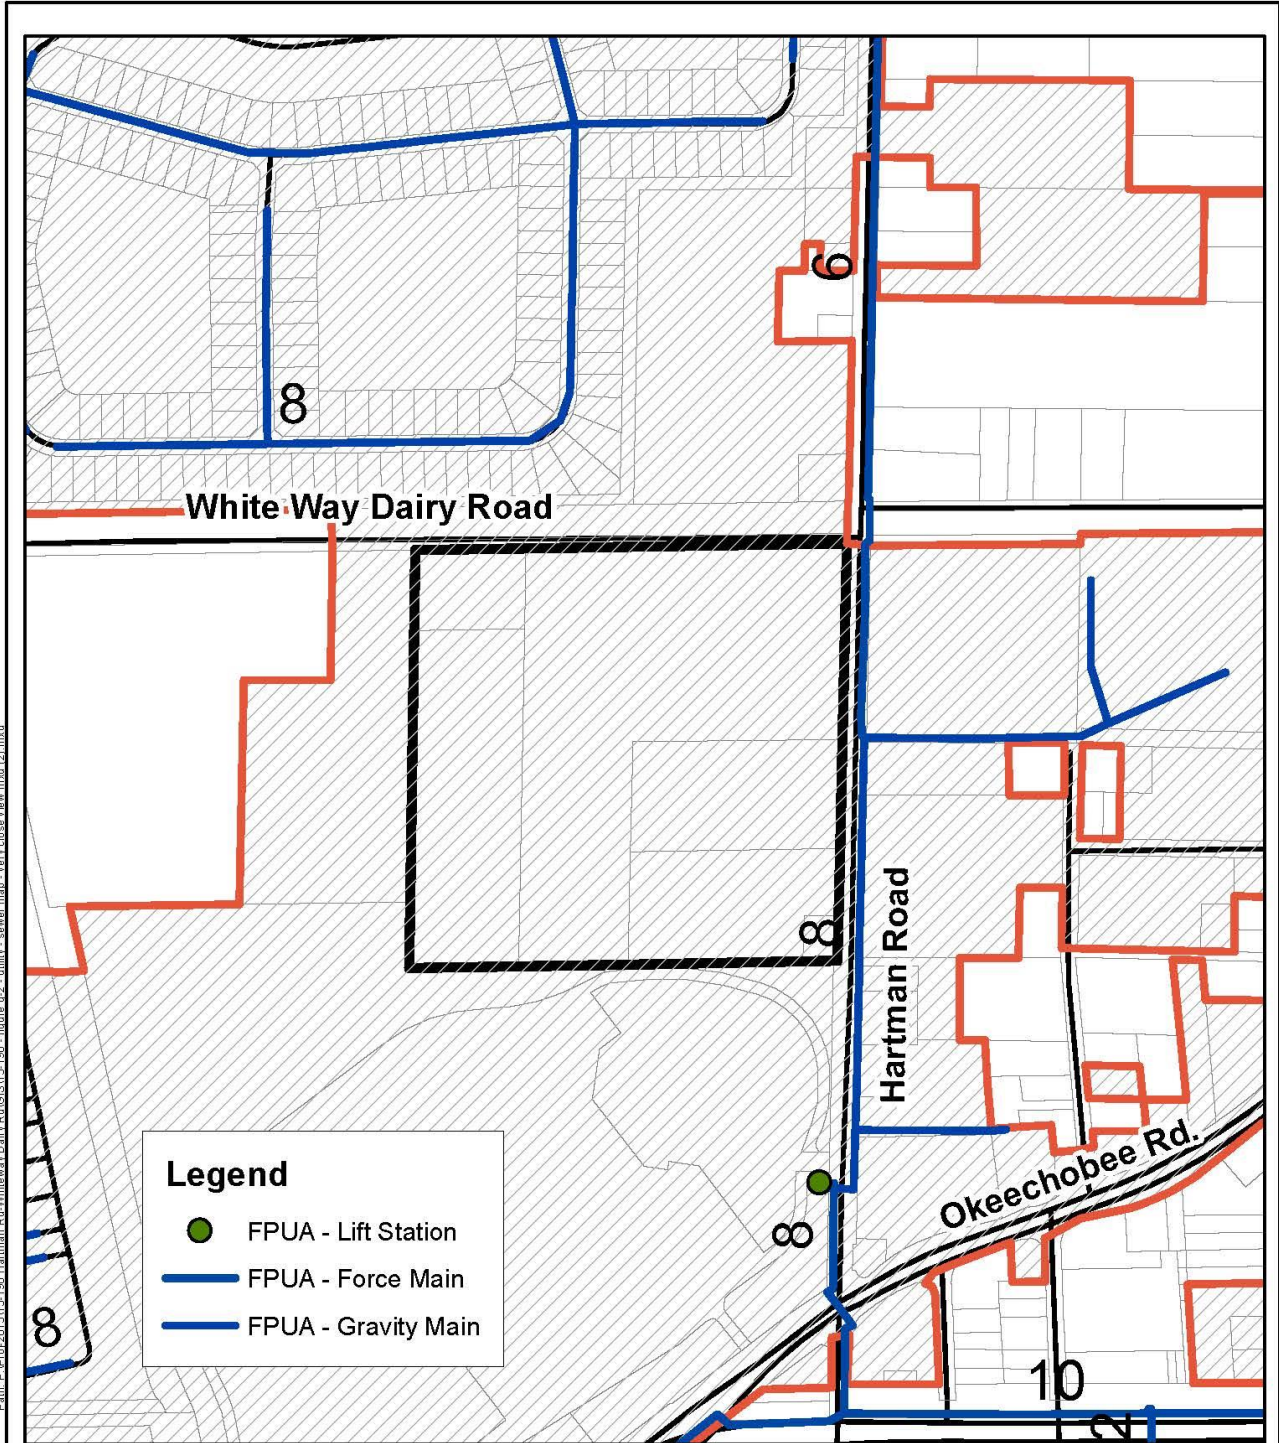 6
8
White Way Dairy Road
8
Hartman Road
Okeechobee Rd.
8
Legend
FPUA - Lift Station
FPUA - Force Main
FPUA - Gravity Main
8
10
2